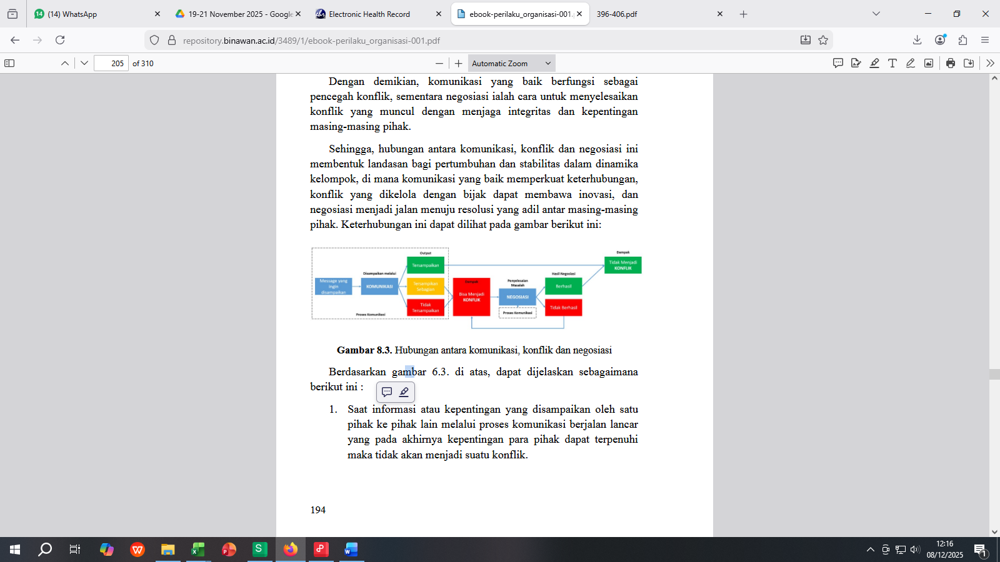 (14) WhatsApp
19-21 November 2025 - Google
Electronic Health Record
ebook-perilaku_organisasi-001.p
396-406.pdf
repository.binawan.ac.id/3489/1/ebook-perilaku_organisasi-001.pdf
205 of 310
Automatic Zoom
Dengan demikian, komunikasi yang baik berfungsi sebagai
pencegah konflik, sementara negosiasi ialah cara untuk menyelesaikan
konflik yang muncul dengan menjaga integritas dan kepentingan
masing-masing pihak.
Sehingga, hubungan antara komunikasi, konflik dan negosiasi ini
membentuk landasan bagi pertumbuhan dan stabilitas dalam dinamika
kelompok, di mana komunikasi yang baik memperkuat keterhubungan,
konflik yang dikelola dengan bijak dapat membawa inovasi, dan
negosiasi menjadi jalan menuju resolusi yang adil antar masing-masing
pihak. Keterhubungan ini dapat dilihat pada gambar berikut ini:
Message yang
ingin
disampaikan
Disampaikan melalui
KOMUNIKASI
Output
Tersampaikan
Tersampikan
Sebagian
Tidak
Tersampaikan
Proses Komunikasi
Dampak
Bisa Menjadi
KONFLIK
Penyelesaian
Masalah
NEGOSIASI
Proses Komunikasi
Hasil Negosiasi
Berhasil
Tidak Berhasil
Dampak
Tidak Menjadi
KONFLIK
Gambar 8.3. Hubungan antara komunikasi, konflik dan negosiasi
Berdasarkan gambar 6.3. di atas, dapat dijelaskan sebagaimana
berikut ini :
1. Saat informasi atau kepentingan yang disampaikan oleh satu
pihak ke pihak lain melalui proses komunikasi berjalan lancar
yang pada akhirnya kepentingan para pihak dapat terpenuhi
maka tidak akan menjadi suatu konflik.
194
12:16
08/12/2025
1